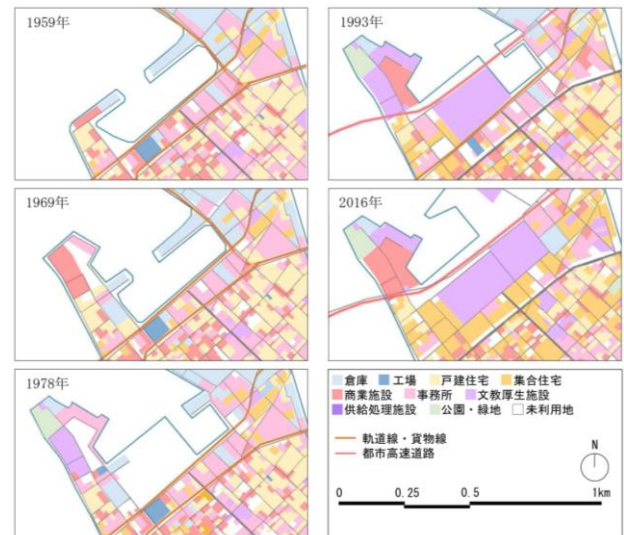 1959年
1993年
1969年
2016年
1978年
倉庫 工場 戸建住宅 集合住宅
商業施設 事務所 文教厚生施設
供給処理施設 公園・緑地 未利用地
軌道線・貨物線
都市高速道路
N
0 0.25 0.5 1km